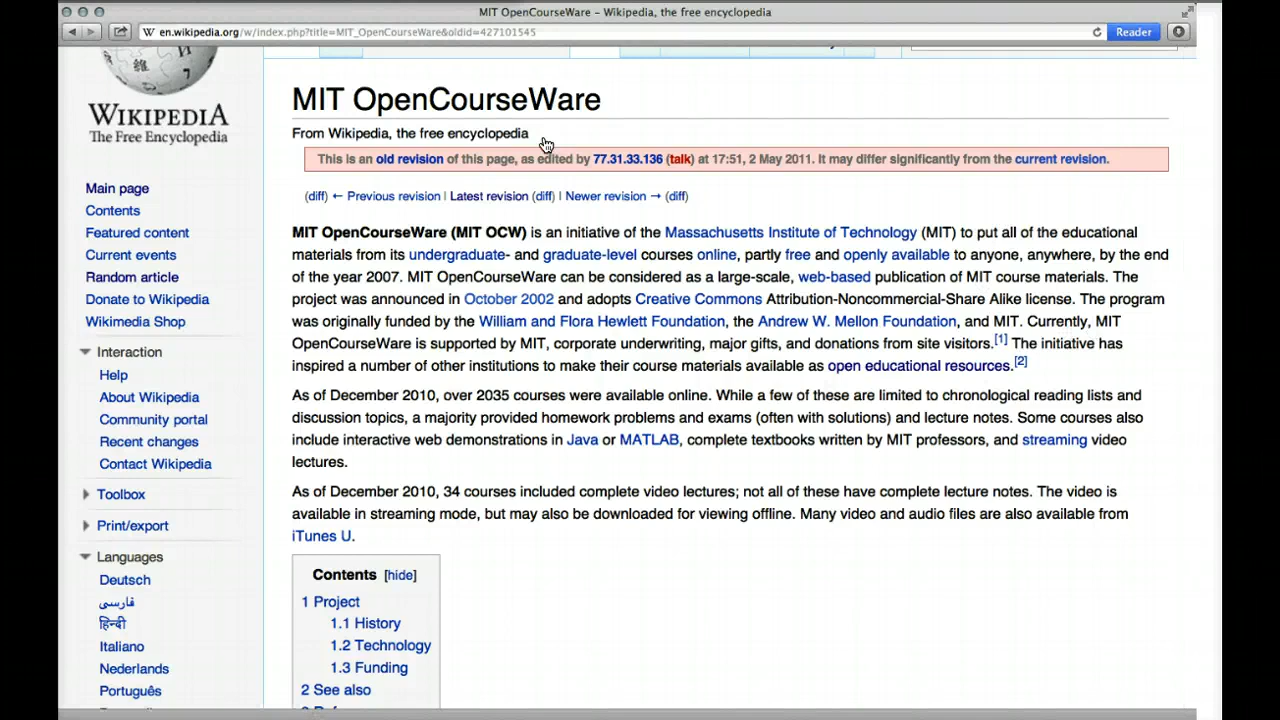 MIT OpenCourseWare – Wikipedia, the free encyclopedia
W en.wikipedia.org/w/index.php?title=MIT_OpenCourseWare&oldid=427101545
Reader
WIKIPEDIA
The Free Encyclopedia
Main page
Contents
Featured content
Current events
Random article
Donate to Wikipedia
Wikimedia Shop
Interaction
Help
About Wikipedia
Community portal
Recent changes
Contact Wikipedia
Toolbox
Print/export
Languages
Deutsch
فارسی
हिन्दी
Italiano
Nederlands
Português
MIT OpenCourseWare
From Wikipedia, the free encyclopedia
This is an old revision of this page, as edited by 77.31.33.136 (talk) at 17:51, 2 May 2011. It may differ significantly from the current revision.
(diff) ← Previous revision | Latest revision (diff) | Newer revision → (diff)
MIT OpenCourseWare (MIT OCW) is an initiative of the Massachusetts Institute of Technology (MIT) to put all of the educational
materials from its undergraduate- and graduate-level courses online, partly free and openly available to anyone, anywhere, by the end
of the year 2007. MIT OpenCourseWare can be considered as a large-scale, web-based publication of MIT course materials. The
project was announced in October 2002 and adopts Creative Commons Attribution-Noncommercial-Share Alike license. The program
was originally funded by the William and Flora Hewlett Foundation, the Andrew W. Mellon Foundation, and MIT. Currently, MIT
OpenCourseWare is supported by MIT, corporate underwriting, major gifts, and donations from site visitors.[1] The initiative has
inspired a number of other institutions to make their course materials available as open educational resources.[2]
As of December 2010, over 2035 courses were available online. While a few of these are limited to chronological reading lists and
discussion topics, a majority provided homework problems and exams (often with solutions) and lecture notes. Some courses also
include interactive web demonstrations in Java or MATLAB, complete textbooks written by MIT professors, and streaming video
lectures.
As of December 2010, 34 courses included complete video lectures; not all of these have complete lecture notes. The video is
available in streaming mode, but may also be downloaded for viewing offline. Many video and audio files are also available from
iTunes U.
Contents [hide]
1 Project
1.1 History
1.2 Technology
1.3 Funding
2 See also